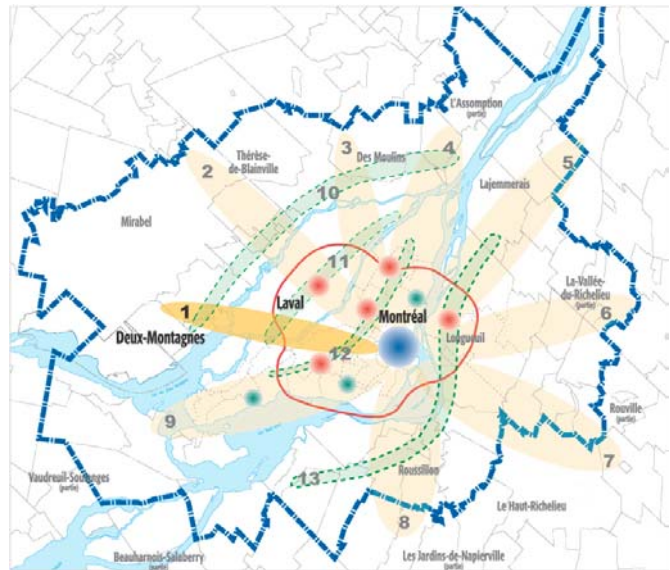 L'Assomption
(partie)
3
4
Des Moulins
Thérèse-
de-Blainville
2
5
Lajemmerais
10
Mirabel
11
La-Vallée-
du-Richelieu
(partie)
Laval
1
Montréal
6
Deux-Montagnes
Longueuil
12
Rouville
(partie)
9
7
Vaudreuil-Soulanges
(partie)
13
Roussillon
Le Haut-Richelieu
8
Beauharnois-Salaberry
(partie)
Les Jardins-de-Napierville
(partie)